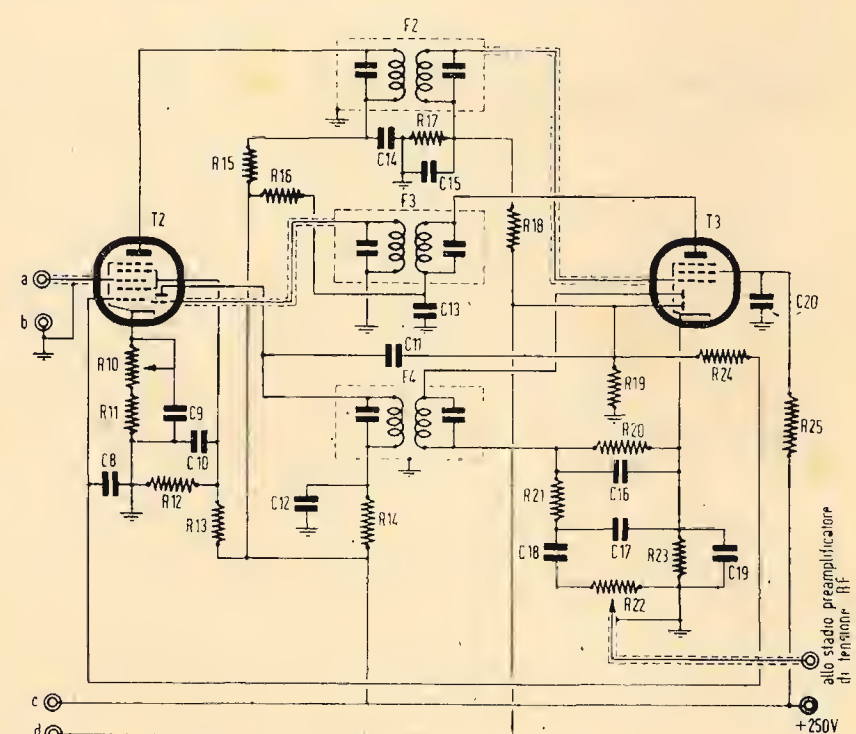 F2
R17
C14
C15
R15
R16
T2
F3
R18
T3
a
C20
b
C13
C11
R10
F4
R24
R19
R11
C9
R20
R25
C10
C8
R12
C16
R21
R13
C12
R14
C18
C17
R23
C19
R22
allo stadio preamplificatore
di tensione BF
c
+250V
d